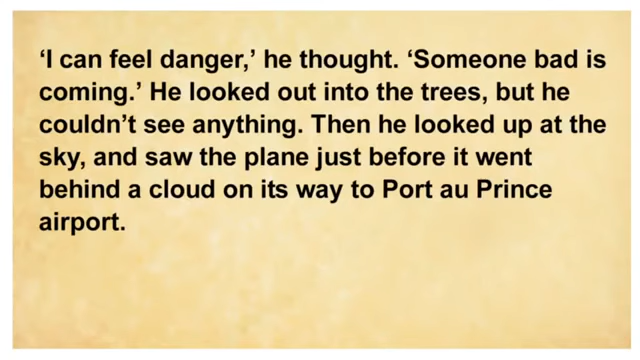 ‘I can feel danger,’ he thought. ‘Someone bad is
coming.’ He looked out into the trees, but he
couldn’t see anything. Then he looked up at the
sky, and saw the plane just before it went
behind a cloud on its way to Port au Prince
airport.